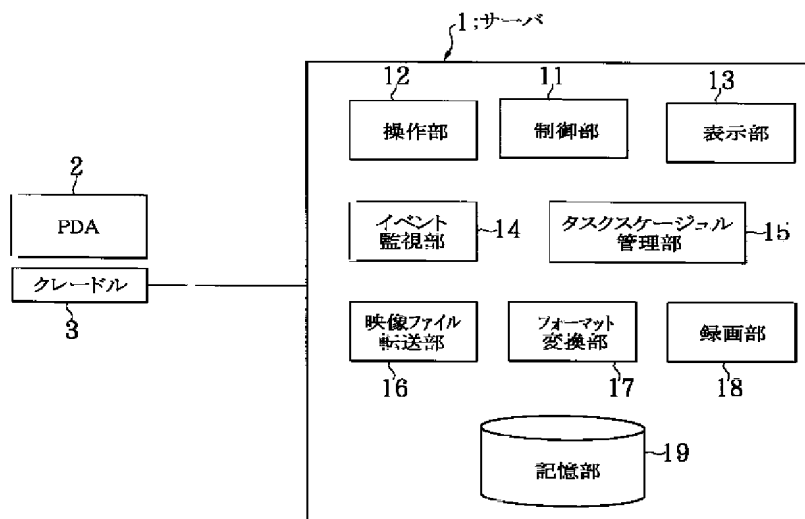 1;サーバ
12
操作部
11
制御部
13
表示部
2
PDA
クレードル
3
イベント
監視部
14
タスクスケージュル
管理部
15
映像ファイル
転送部
16
フォーマット
変換部
17
録画部
18
記憶部
19